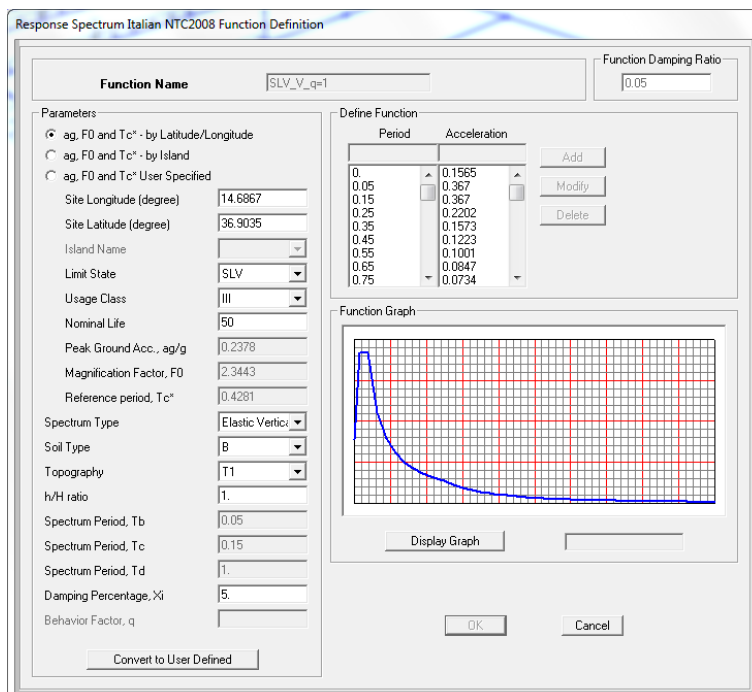 Response Spectrum Italian NTC2008 Function Definition
Function Name
SLV_V_q=1
Function Damping Ratio
0.05
Parameters
ag, F0 and Tc* - by Latitude/Longitude
ag, F0 and Tc* - by Island
ag, F0 and Tc* User Specified
Site Longitude (degree)
14.6867
Site Latitude (degree)
36.9035
Island Name
Limit State
SLV
Usage Class
III
Nominal Life
50
Peak Ground Acc., ag/g
0.2378
Magnification Factor, F0
2.3443
Reference period, Tc*
0.4281
Spectrum Type
Elastic Vertica
Soil Type
B
Topography
T1
h/H ratio
1.
Spectrum Period, Tb
0.05
Spectrum Period, Tc
0.15
Spectrum Period, Td
1.
Damping Percentage, Xi
5.
Behavior Factor, q
Convert to User Defined
Define Function
Period Acceleration
0. 0.1565
0.05 0.367
0.15 0.367
0.25 0.2202
0.35 0.1573
0.45 0.1223
0.55 0.1001
0.65 0.0847
0.75 0.0734
Add
Modify
Delete
Function Graph
Display Graph
OK
Cancel